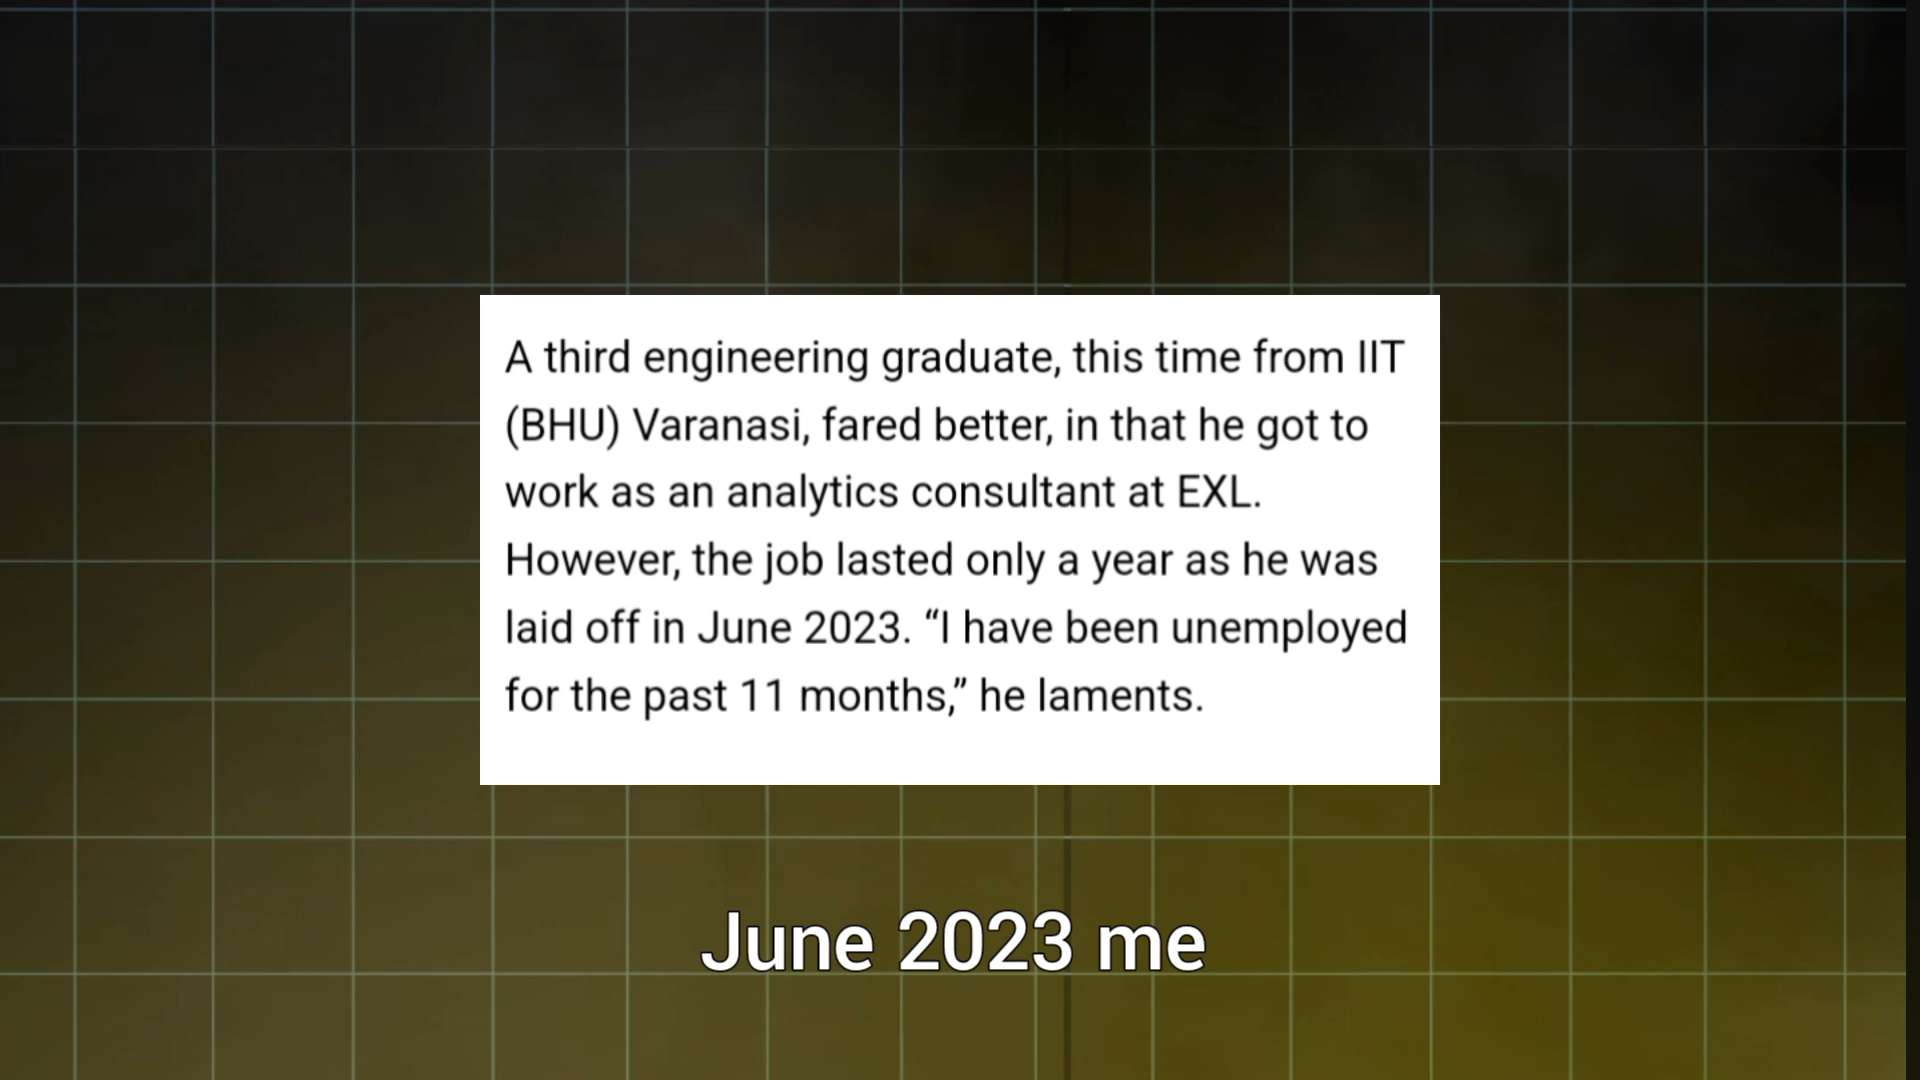 A third engineering graduate, this time from IIT
(BHU) Varanasi, fared better, in that he got to
work as an analytics consultant at EXL.
However, the job lasted only a year as he was
laid off in June 2023. “I have been unemployed
for the past 11 months,” he laments.
June 2023 me